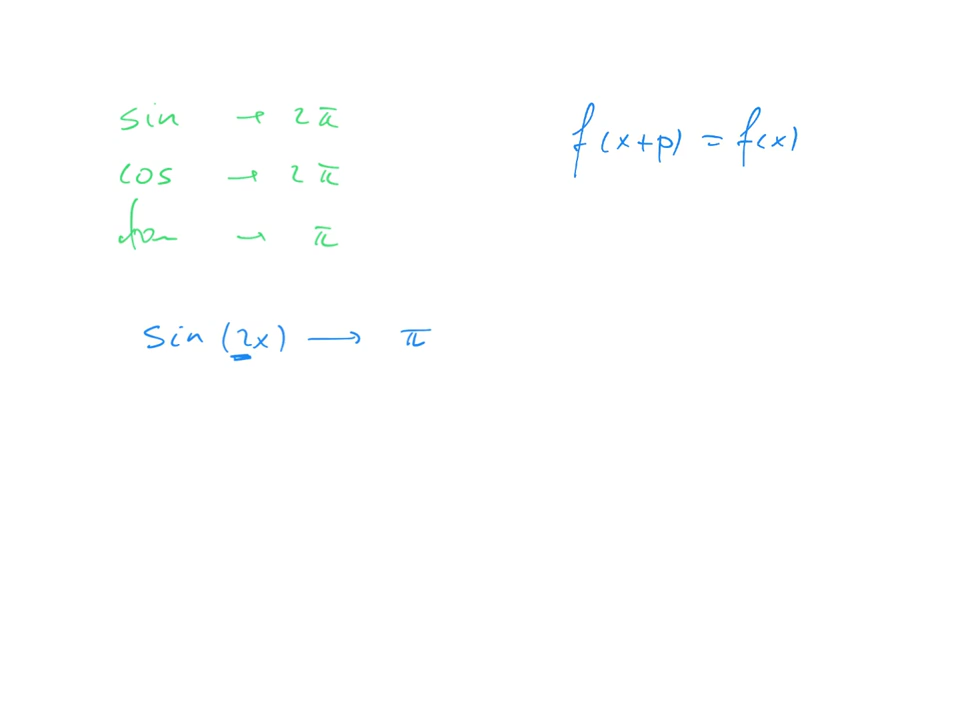 sin → 2π
cos → 2π
tan → π
f(x+p) = f(x)
sin (2x) → π